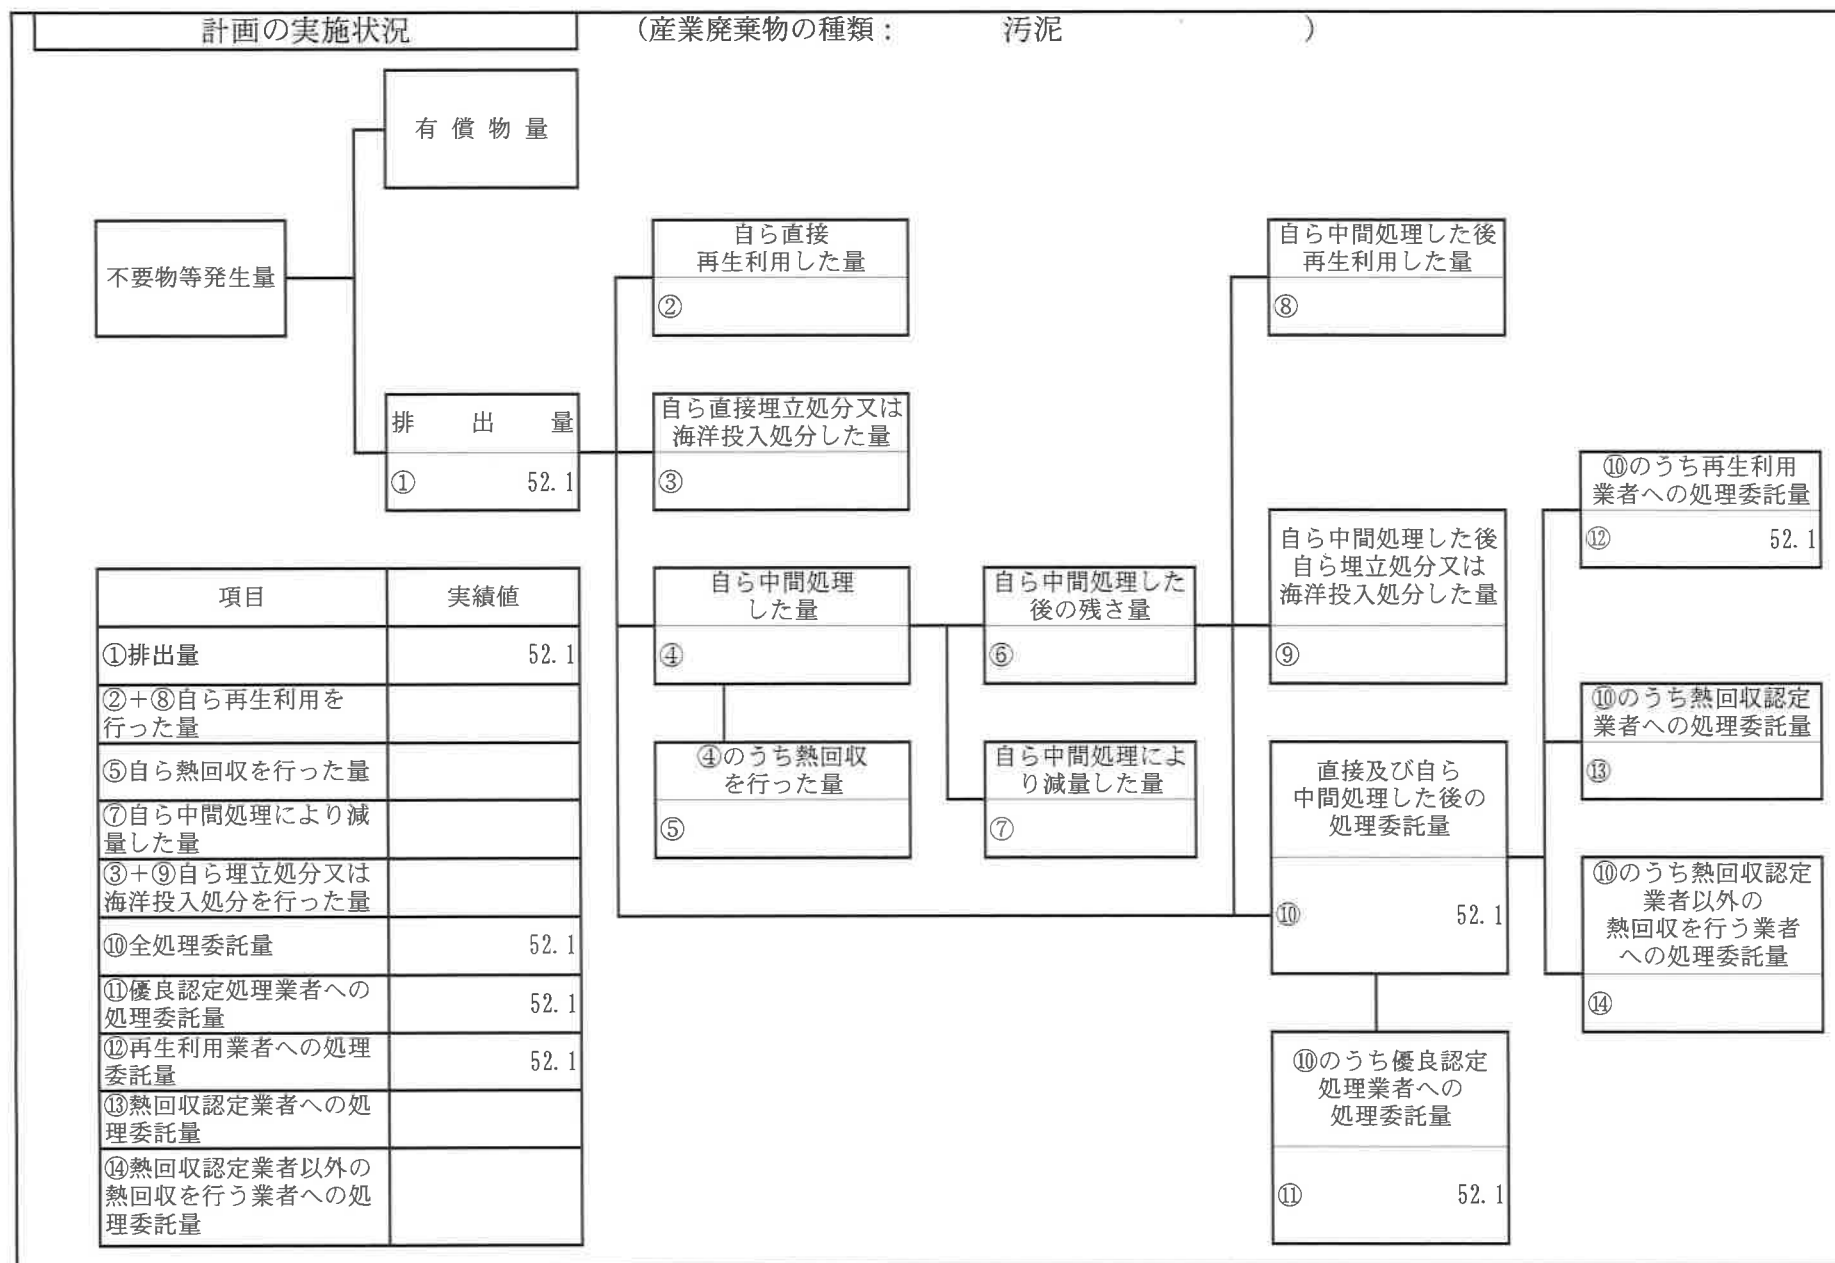 計画の実施状況
（産業廃棄物の種類： 汚泥 ）
有償物量
不要物等発生量
排出量
① 52.1
自ら直接
再生利用した量
②
自ら直接埋立処分又は
海洋投入処分した量
③
自ら中間処理
した量
④
④のうち熱回収
を行った量
⑤
自ら中間処理した
後の残さ量
⑥
自ら中間処理によ
り減量した量
⑦
自ら中間処理した後
再生利用した量
⑧
自ら中間処理した後
自ら埋立処分又は
海洋投入処分した量
⑨
直接及び自ら
中間処理した後の
処理委託量
⑩ 52.1
⑩のうち優良認定
処理業者への
処理委託量
⑪ 52.1
⑩のうち再生利用
業者への処理委託量
⑫ 52.1
⑩のうち熱回収認定
業者への処理委託量
⑬
⑩のうち熱回収認定
業者以外の
熱回収を行う業者
への処理委託量
⑭
項目 実績値
①排出量 52.1
②＋⑧自ら再生利用を
行った量
⑤自ら熱回収を行った量
⑦自ら中間処理により減
量した量
③＋⑨自ら埋立処分又は
海洋投入処分を行った量
⑩全処理委託量 52.1
⑪優良認定処理業者への
処理委託量 52.1
⑫再生利用業者への処理
委託量 52.1
⑬熱回収認定業者への処
理委託量
⑭熱回収認定業者以外の
熱回収を行う業者への処
理委託量